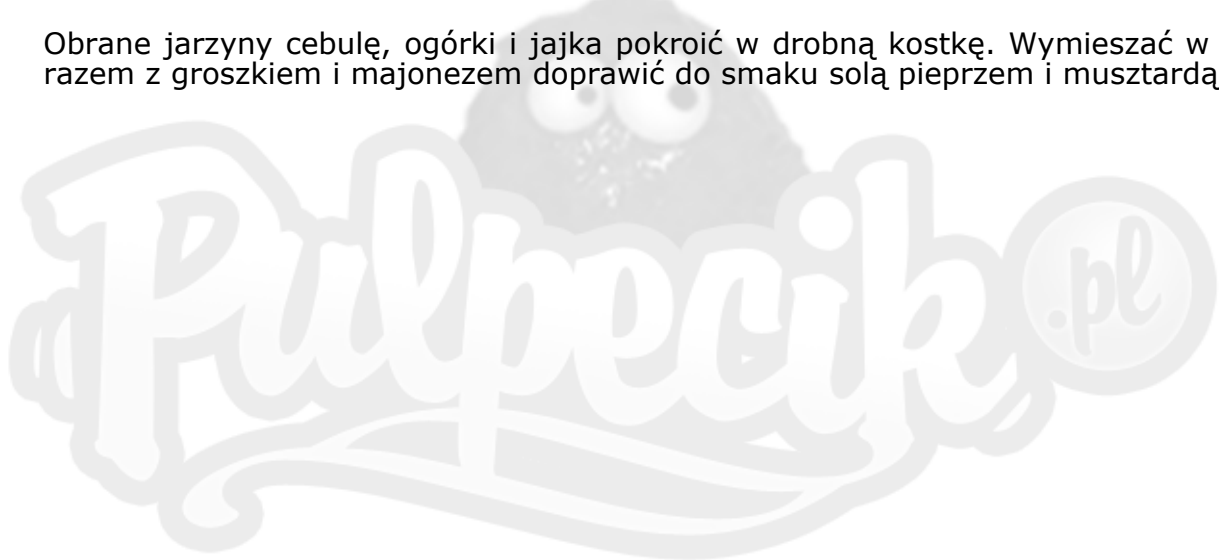 Obrane jarzyny cebulę, ogórki i jajka pokroić w drobną kostkę. Wymieszać w
razem z groszkiem i majonezem doprawić do smaku solą pieprzem i musztardą
Pulpecik .pl